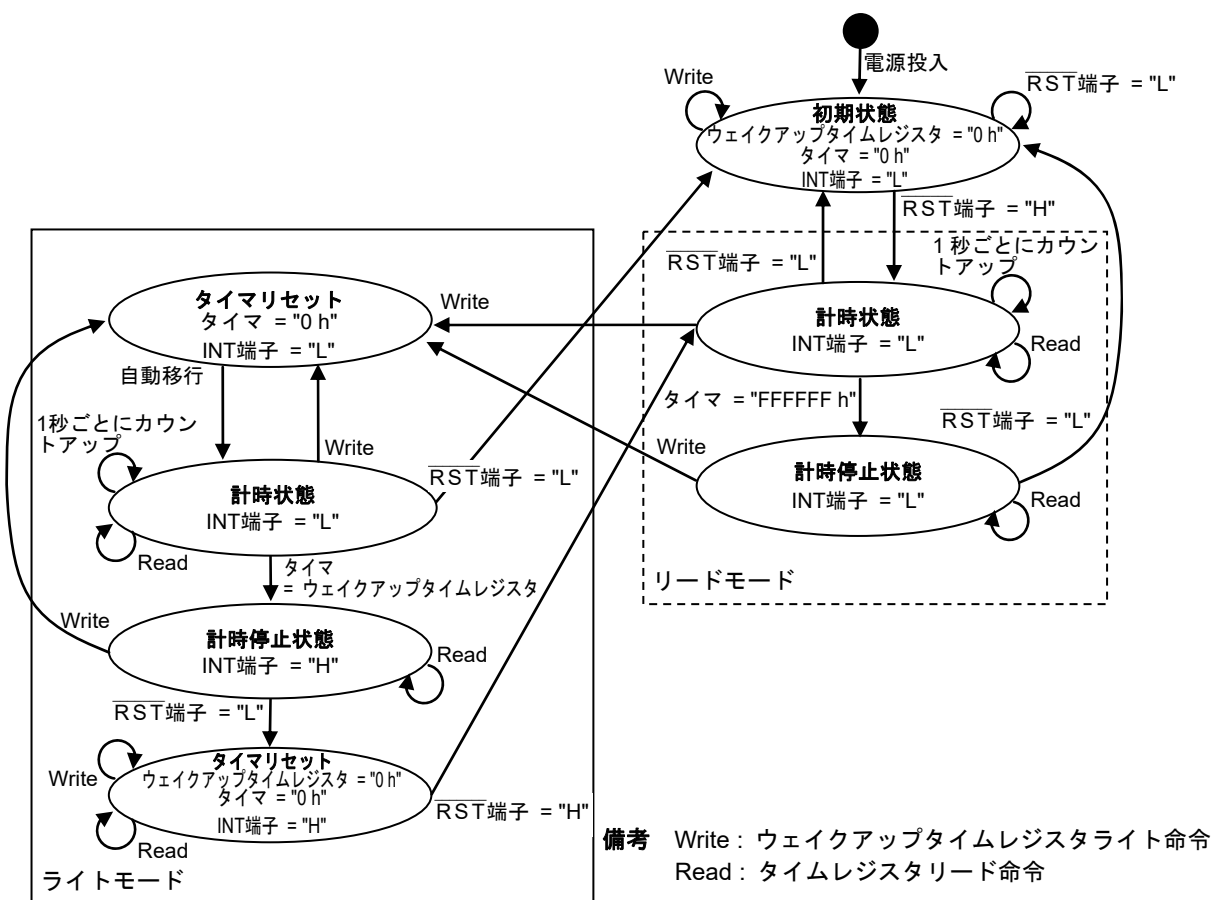 電源投入
Write
RST端子 = "L"
初期状態
ウェイクアップタイムレジスタ = "0 h"
タイマ = "0 h"
INT端子 = "L"
RST端子 = "H"
RST端子 = "L"
1 秒ごとにカウン
トアップ
計時状態
INT端子 = "L"
Read
タイマ = "FFFFFF h"
RST端子 = "L"
Write
計時停止状態
INT端子 = "L"
Read
リードモード
タイマリセット
タイマ = "0 h"
INT端子 = "L"
Write
自動移行
1秒ごとにカウン
トアップ
Write
RST端子 = "L"
計時状態
INT端子 = "L"
Read
タイマ
= ウェイクアップタイムレジスタ
Write
計時停止状態
INT端子 = "H"
Read
RST端子 = "L"
タイマリセット
ウェイクアップタイムレジスタ = "0 h"
タイマ = "0 h"
INT端子 = "H"
Write
Read
RST端子 = "H"
ライトモード
備考 Write : ウェイクアップタイムレジスタライト命令
Read : タイムレジスタリード命令